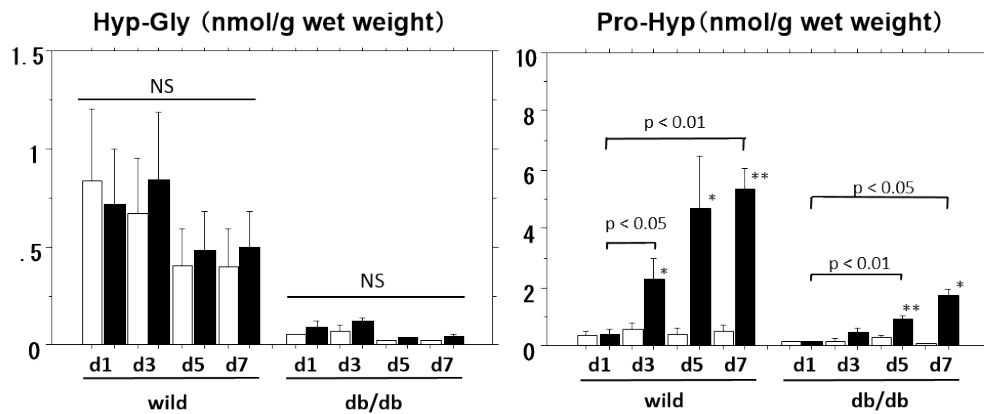 Hyp-Gly (nmol/g wet weight)
1.5
1
.5
0
NS
NS
d1 d3 d5 d7 d1 d3 d5 d7
wild db/db
Pro-Hyp(nmol/g wet weight)
10
8
6
4
2
0
p < 0.01
**
*
p < 0.05
*
p < 0.05
p < 0.01
*
**
d1 d3 d5 d7 d1 d3 d5 d7
wild db/db